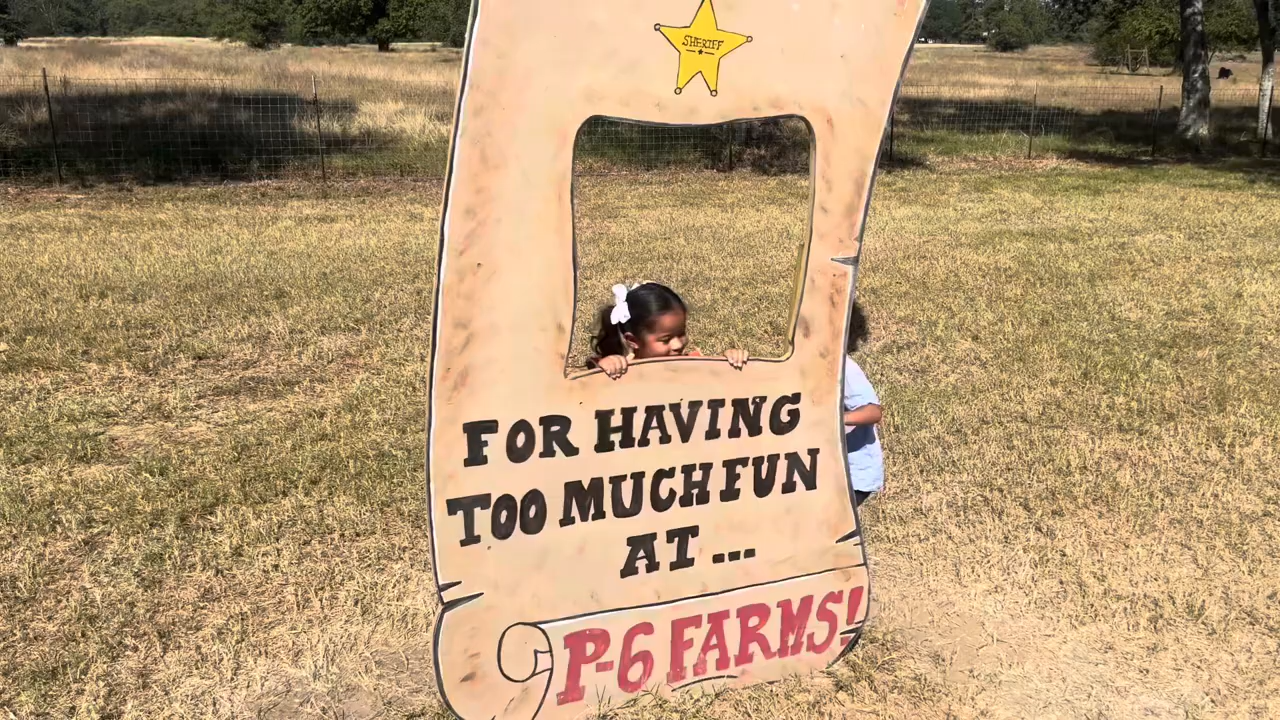 SHERIFF
FOR HAVING
TOO MUCH FUN
AT ...
P-6 FARMS!